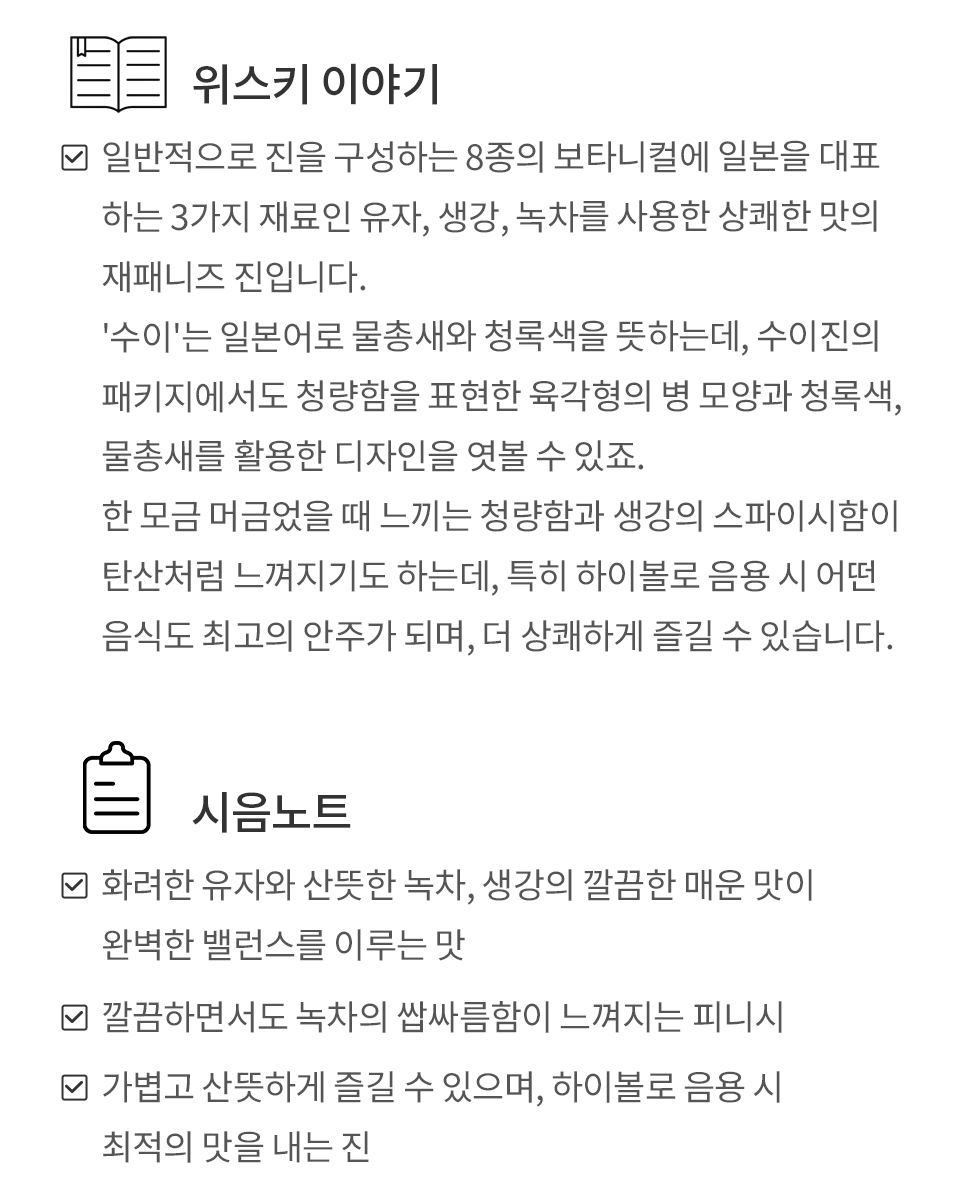 위스키 이야기
일반적으로 진을 구성하는 8종의 보타니컬에 일본을 대표
하는 3가지 재료인 유자, 생강, 녹차를 사용한 상쾌한 맛의
재패니즈 진입니다.
'수이'는 일본어로 물총새와 청록색을 뜻하는데, 수이진의
패키지에서도 청량함을 표현한 육각형의 병 모양과 청록색,
물총새를 활용한 디자인을 엿볼 수 있죠.
한 모금 머금었을 때 느끼는 청량함과 생강의 스파이시함이
탄산처럼 느껴지기도 하는데, 특히 하이볼로 음용 시 어떤
음식도 최고의 안주가 되며, 더 상쾌하게 즐길 수 있습니다.
시음노트
화려한 유자와 산뜻한 녹차, 생강의 깔끔한 매운 맛이
완벽한 밸런스를 이루는 맛
깔끔하면서도 녹차의 쌉싸름함이 느껴지는 피니시
가볍고 산뜻하게 즐길 수 있으며, 하이볼로 음용 시
최적의 맛을 내는 진